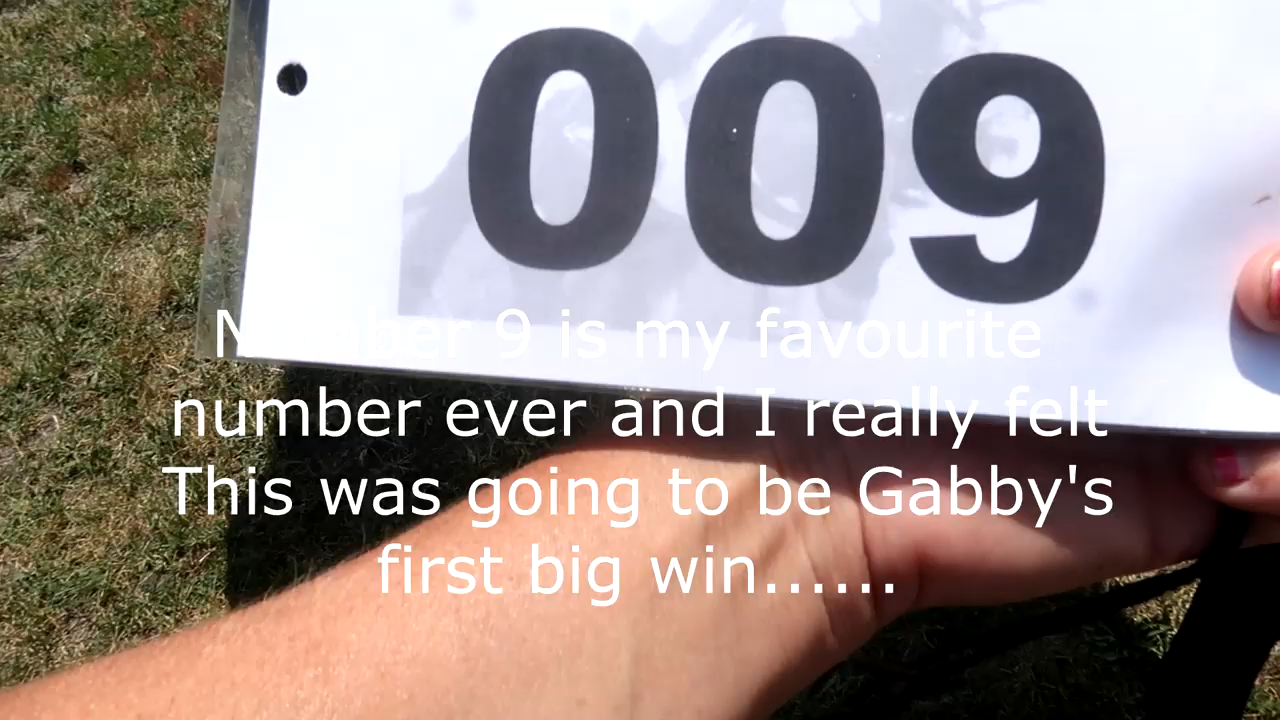 009
Number 9 is my favourite
number ever and I really felt
This was going to be Gabby's
first big win......